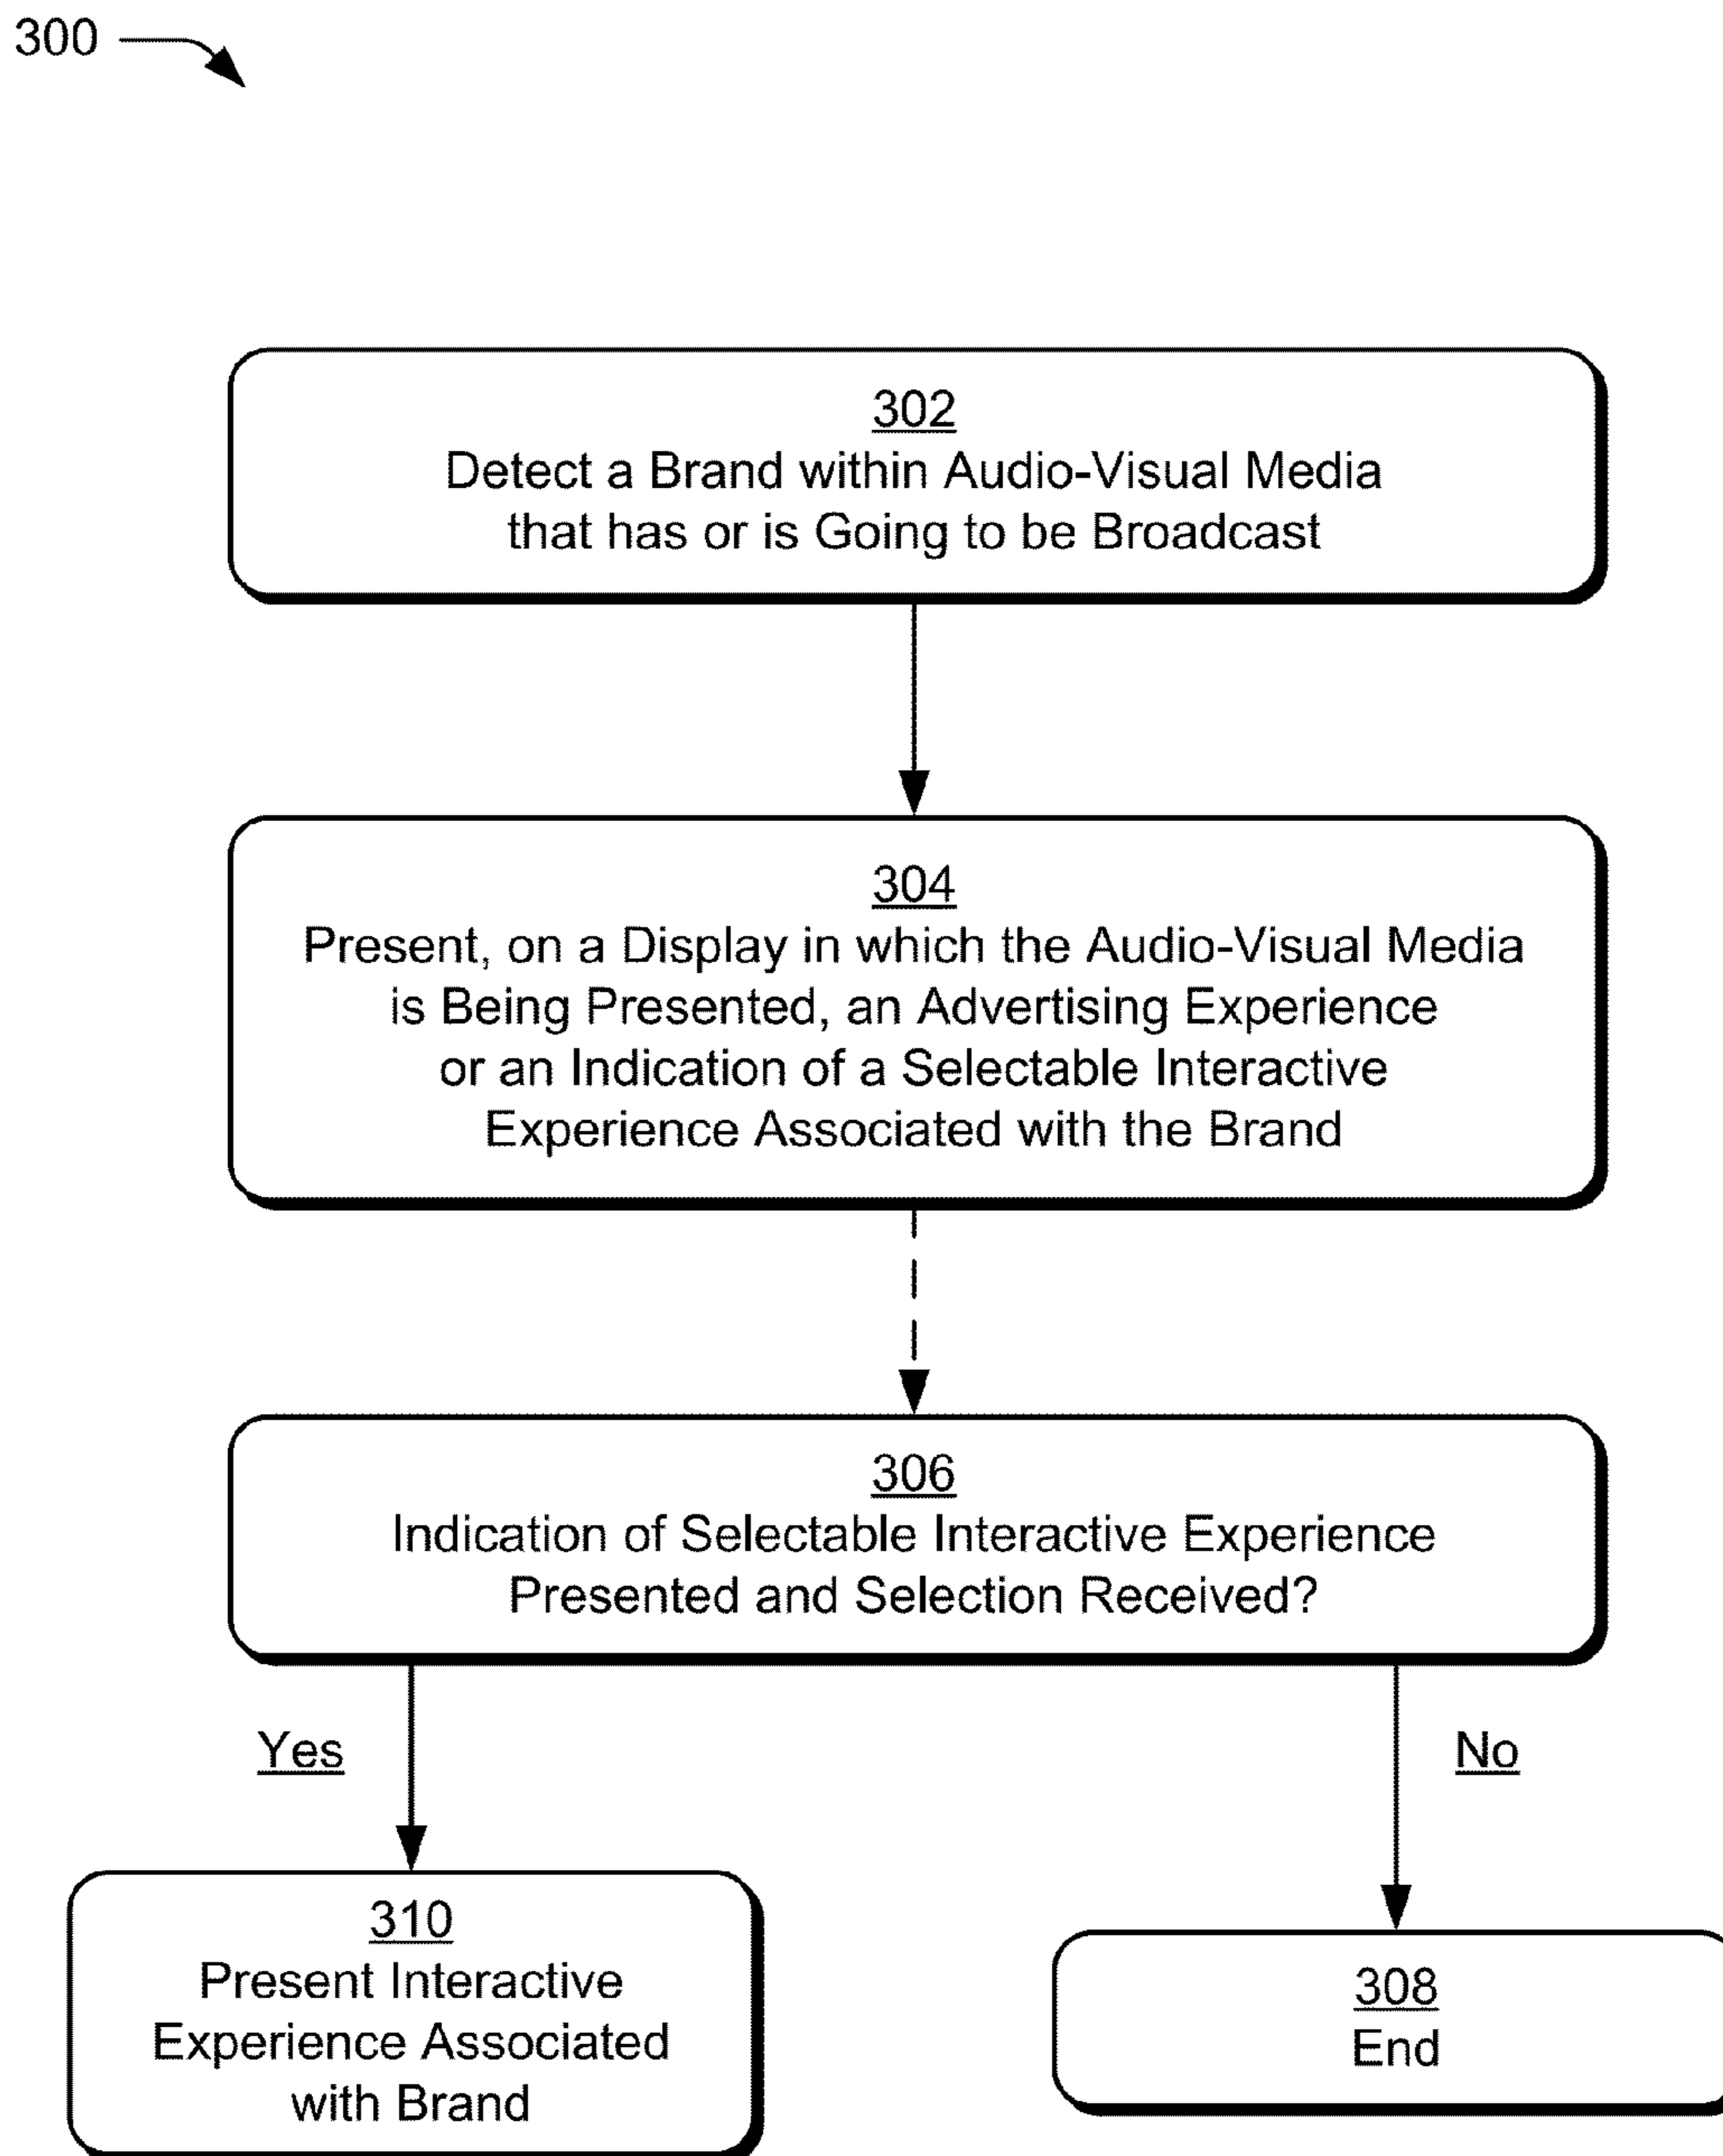 300
302
Detect a Brand within Audio-Visual Media
that has or is Going to be Broadcast
304
Present, on a Display in which the Audio-Visual Media
is Being Presented, an Advertising Experience
or an Indication of a Selectable Interactive
Experience Associated with the Brand
306
Indication of Selectable Interactive Experience
Presented and Selection Received?
Yes
No
310
Present Interactive
Experience Associated
with Brand
308
End